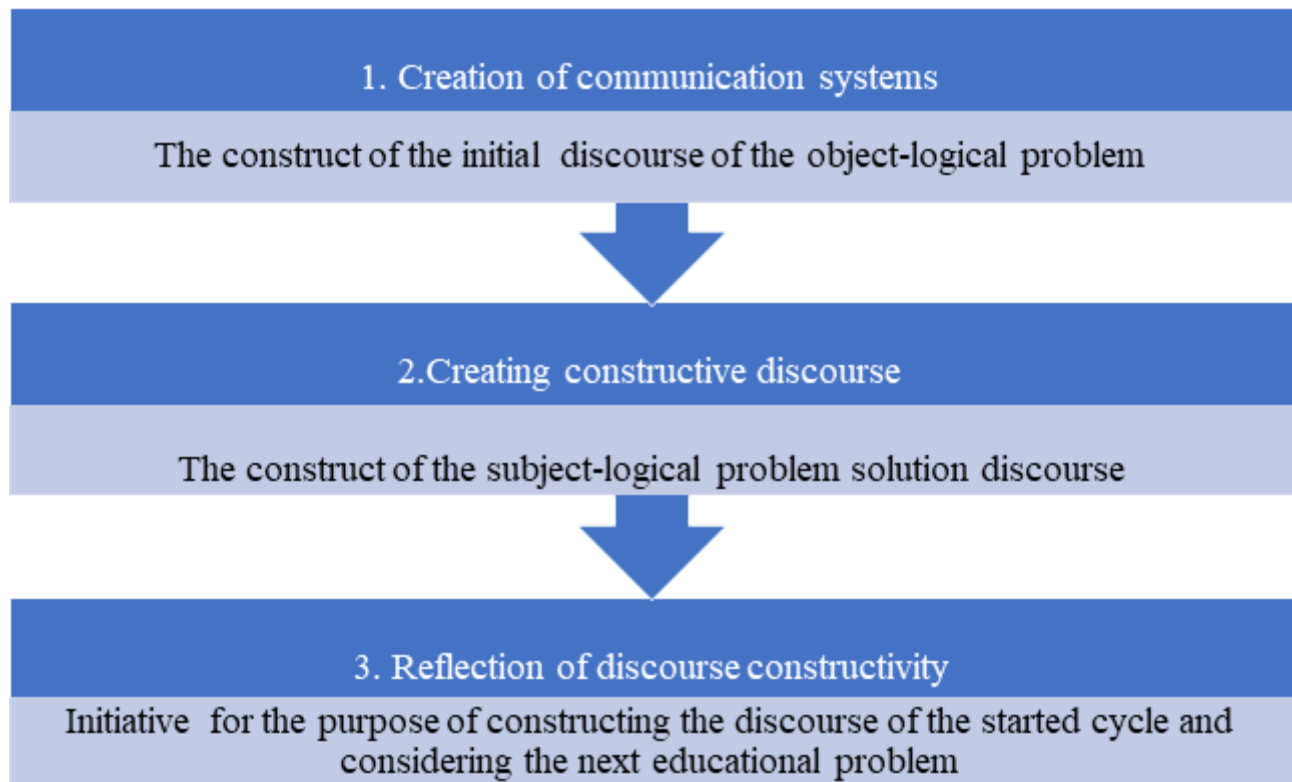 1. Creation of communication systems
The construct of the initial discourse of the object-logical problem
2.Creating constructive discourse
The construct of the subject-logical problem solution discourse
3. Reflection of discourse constructivity
Initiative for the purpose of constructing the discourse of the started cycle and
considering the next educational problem